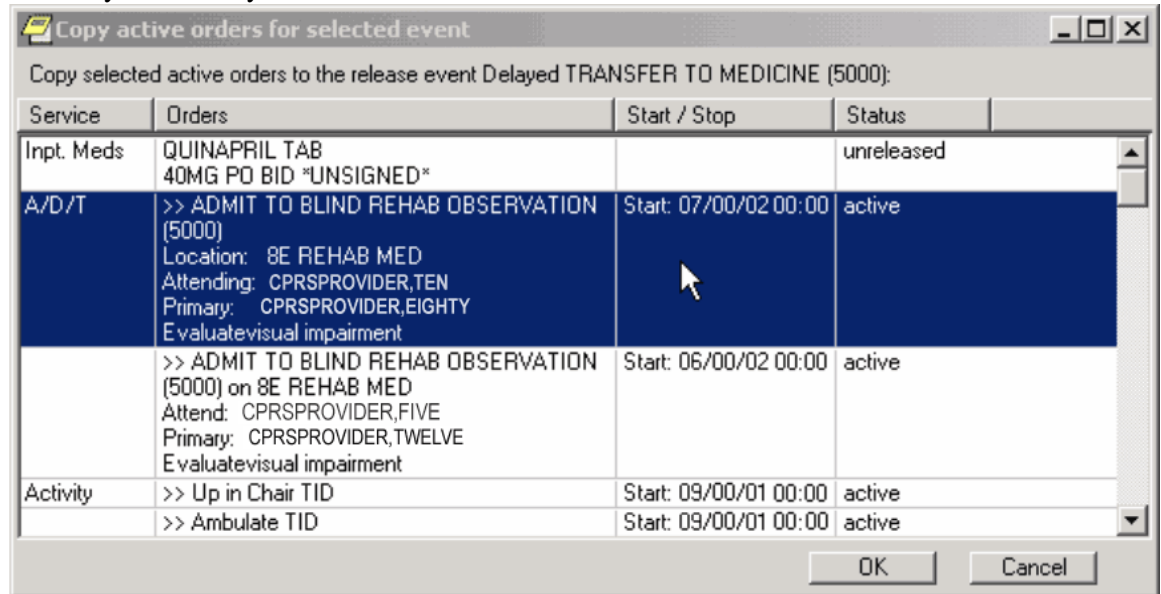 Copy active orders for selected event
Copy selected active orders to the release event Delayed TRANSFER TO MEDICINE (5000):
Service Orders Start / Stop Status
Inpt. Meds QUINAPRIL TAB unreleased
40MG PO BID *UNSIGNED*
A/D/T >> ADMIT TO BLIND REHAB OBSERVATION Start: 07/00/02 00:00 active
(5000)
Location: 8E REHAB MED
Attending: CPRSPROVIDER,TEN
Primary: CPRSPROVIDER,EIGHTY
Evaluatevisual impairment
>> ADMIT TO BLIND REHAB OBSERVATION Start: 06/00/02 00:00 active
(5000) on 8E REHAB MED
Attend: CPRSPROVIDER,FIVE
Primary: CPRSPROVIDER,TWELVE
Evaluatevisual impairment
Activity >> Up in Chair TID Start: 09/00/01 00:00 active
>> Ambulate TID Start: 09/00/01 00:00 active
OK Cancel